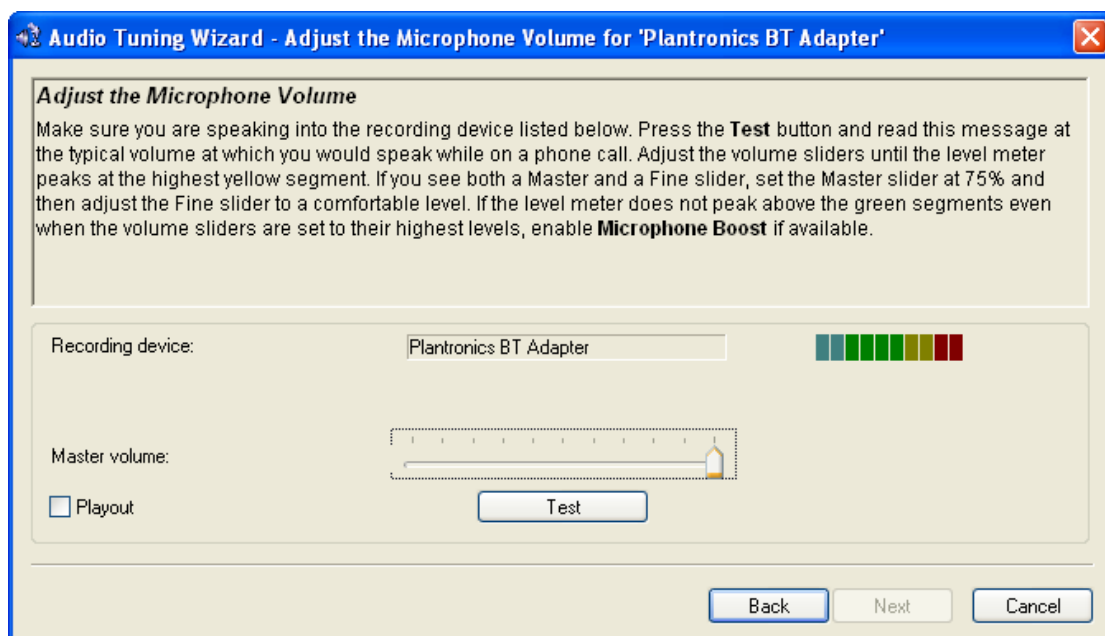 Audio Tuning Wizard - Adjust the Microphone Volume for 'Plantronics BT Adapter'
Adjust the Microphone Volume
Make sure you are speaking into the recording device listed below. Press the Test button and read this message at
the typical volume at which you would speak while on a phone call. Adjust the volume sliders until the level meter
peaks at the highest yellow segment. If you see both a Master and a Fine slider, set the Master slider at 75% and
then adjust the Fine slider to a comfortable level. If the level meter does not peak above the green segments even
when the volume sliders are set to their highest levels, enable Microphone Boost if available.
Recording device: Plantronics BT Adapter
Master volume:
Playout Test
Back Next Cancel